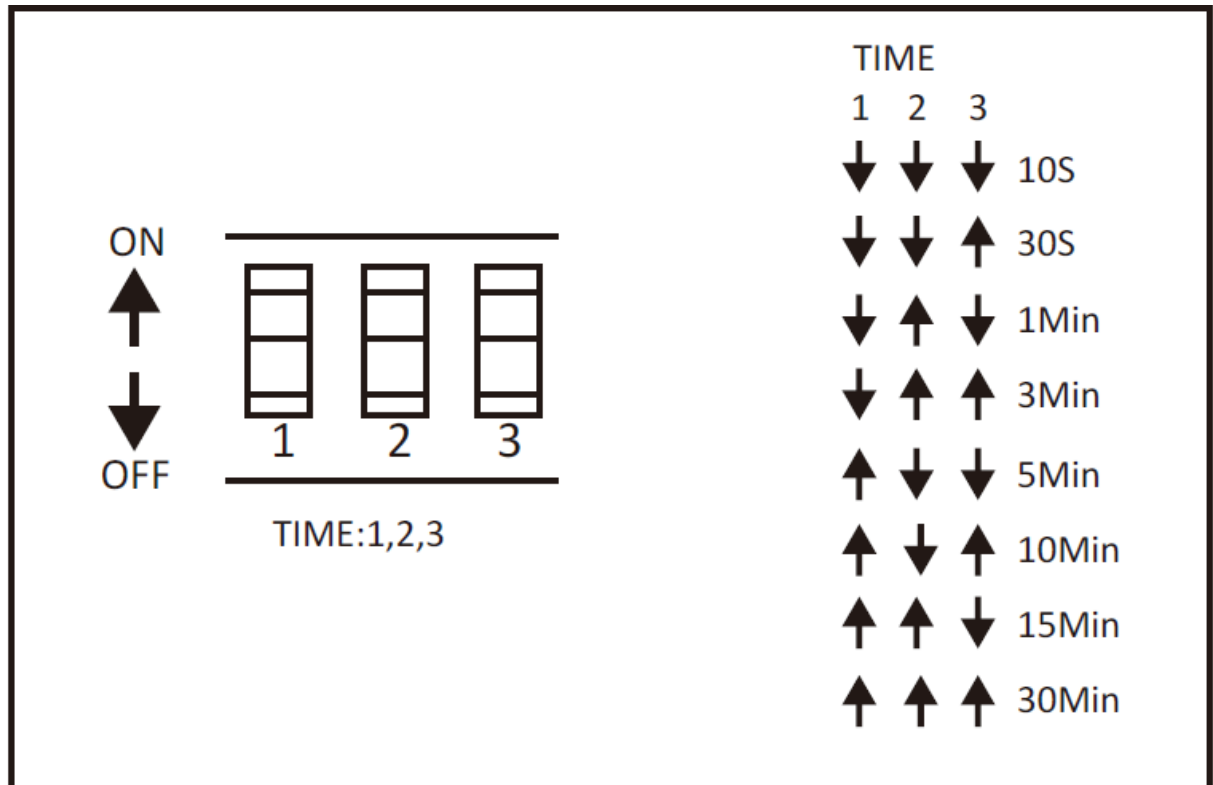 ON
OFF
1 2 3
TIME:1,2,3
TIME
1 2 3
↓ ↓ ↓ 10S
↓ ↓ ↑ 30S
↓ ↑ ↓ 1Min
↓ ↑ ↑ 3Min
↑ ↓ ↓ 5Min
↑ ↓ ↑ 10Min
↑ ↑ ↓ 15Min
↑ ↑ ↑ 30Min